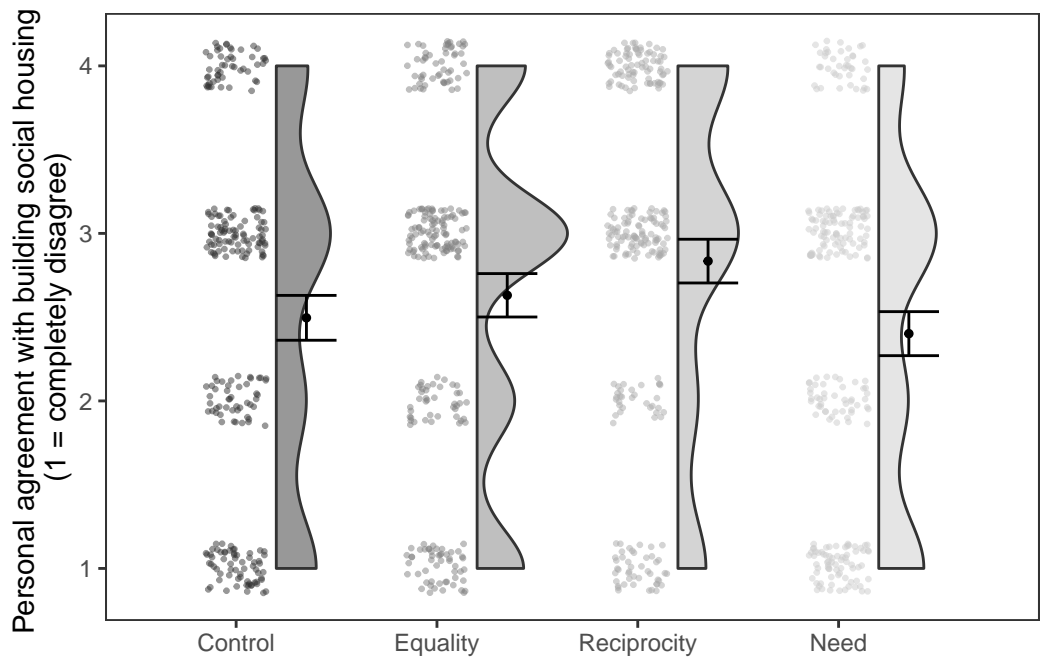 Personal agreement with building social housing
(1 = completely disagree)
4
3
2
1
Control
Equality
Reciprocity
Need